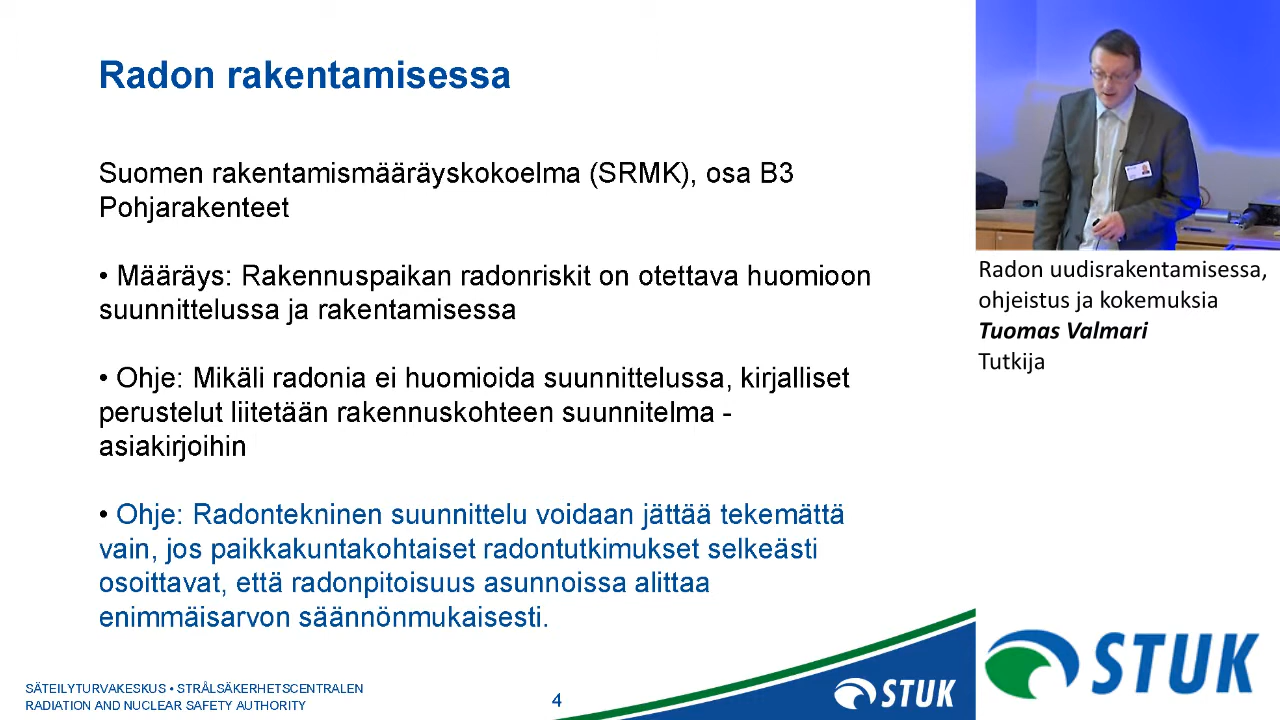 Radon rakentamisessa
Suomen rakentamismääräyskokoelma (SRMK), osa B3
Pohjarakenteet
• Määräys: Rakennuspaikan radonriskit on otettava huomioon
suunnittelussa ja rakentamisessa
• Ohje: Mikäli radonia ei huomioida suunnittelussa, kirjalliset
perustelut liitetään rakennuskohteen suunnitelma -
asiakirjoihin
• Ohje: Radontekninen suunnittelu voidaan jättää tekemättä
vain, jos paikkakuntakohtaiset radontutkimukset selkeästi
osoittavat, että radonpitoisuus asunnoissa alittaa
enimmäisarvon säännönmukaisesti.
SÄTEILYTURVAKESKUS • STRÅLSÄKERHETSCENTRALEN
RADIATION AND NUCLEAR SAFETY AUTHORITY
4
STUK
Radon uudisrakentamisessa,
ohjeistus ja kokemuksia
Tuomas Valmari
Tutkija
STUK